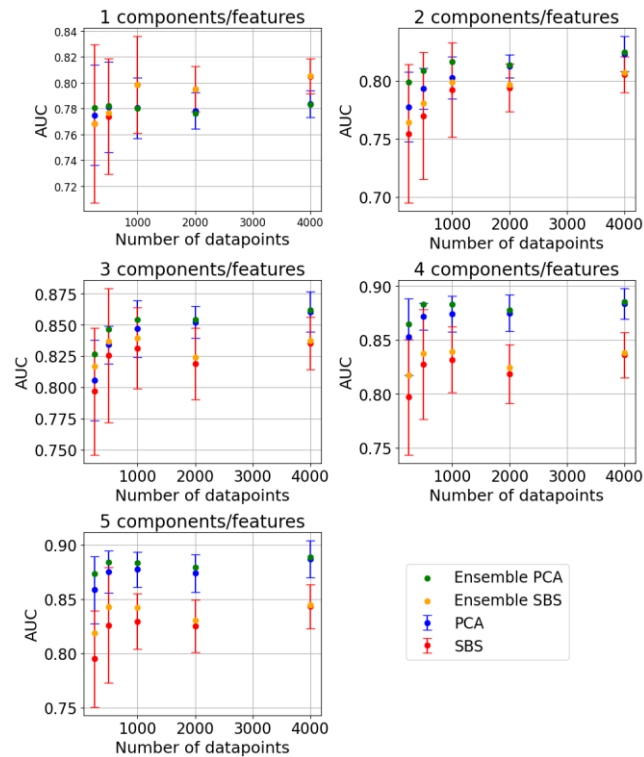 1 components/features
0.84
0.82
0.80
0.78
0.76
0.74
0.72
AUC
1000 2000 3000 4000
Number of datapoints
2 components/features
0.80
0.75
0.70
AUC
1000 2000 3000 4000
Number of datapoints
3 components/features
0.875
0.850
0.825
0.800
0.775
0.750
AUC
1000 2000 3000 4000
Number of datapoints
4 components/features
0.90
0.85
0.80
0.75
AUC
1000 2000 3000 4000
Number of datapoints
5 components/features
0.90
0.85
0.80
0.75
AUC
1000 2000 3000 4000
Number of datapoints
Ensemble PCA
Ensemble SBS
PCA
SBS